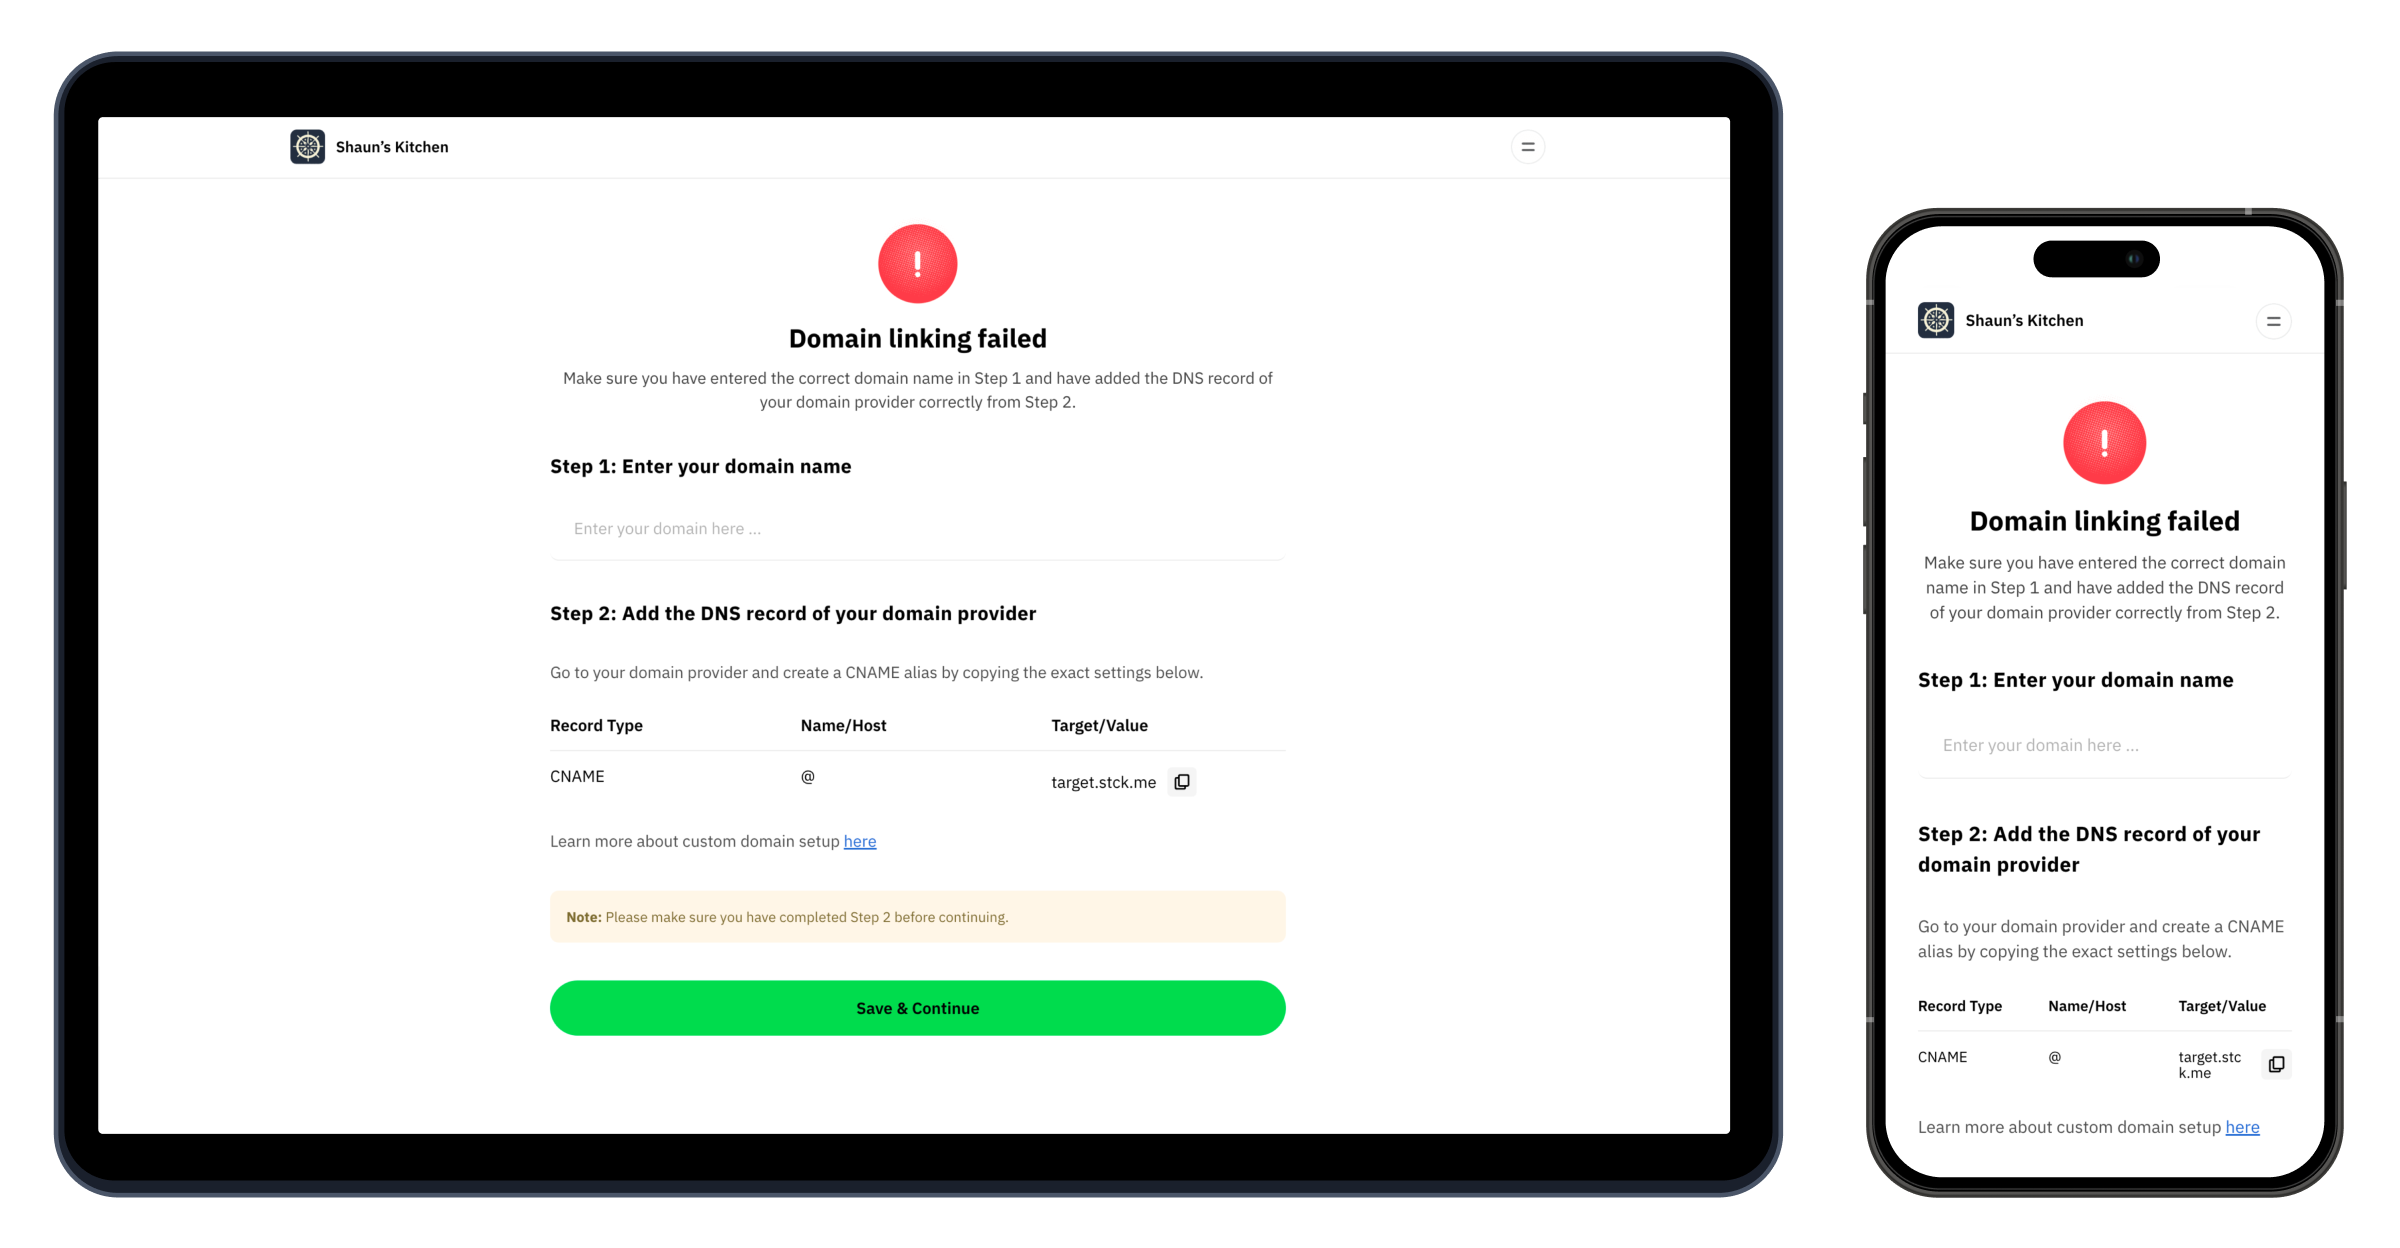 Shaun's Kitchen
!
Domain linking failed
Make sure you have entered the correct domain name in Step 1 and have added the DNS record of
your domain provider correctly from Step 2.
Step 1: Enter your domain name
Enter your domain here ...
Step 2: Add the DNS record of your domain provider
Go to your domain provider and create a CNAME alias by copying the exact settings below.
Record Type Name/Host Target/Value
CNAME @ target.stck.me
Learn more about custom domain setup here
Note: Please make sure you have completed Step 2 before continuing.
Save & Continue
Shaun's Kitchen
!
Domain linking failed
Make sure you have entered the correct domain
name in Step 1 and have added the DNS record
of your domain provider correctly from Step 2.
Step 1: Enter your domain name
Enter your domain here ...
Step 2: Add the DNS record of your
domain provider
Go to your domain provider and create a CNAME
alias by copying the exact settings below.
Record Type Name/Host Target/Value
CNAME @ target.stc
k.me
Learn more about custom domain setup here